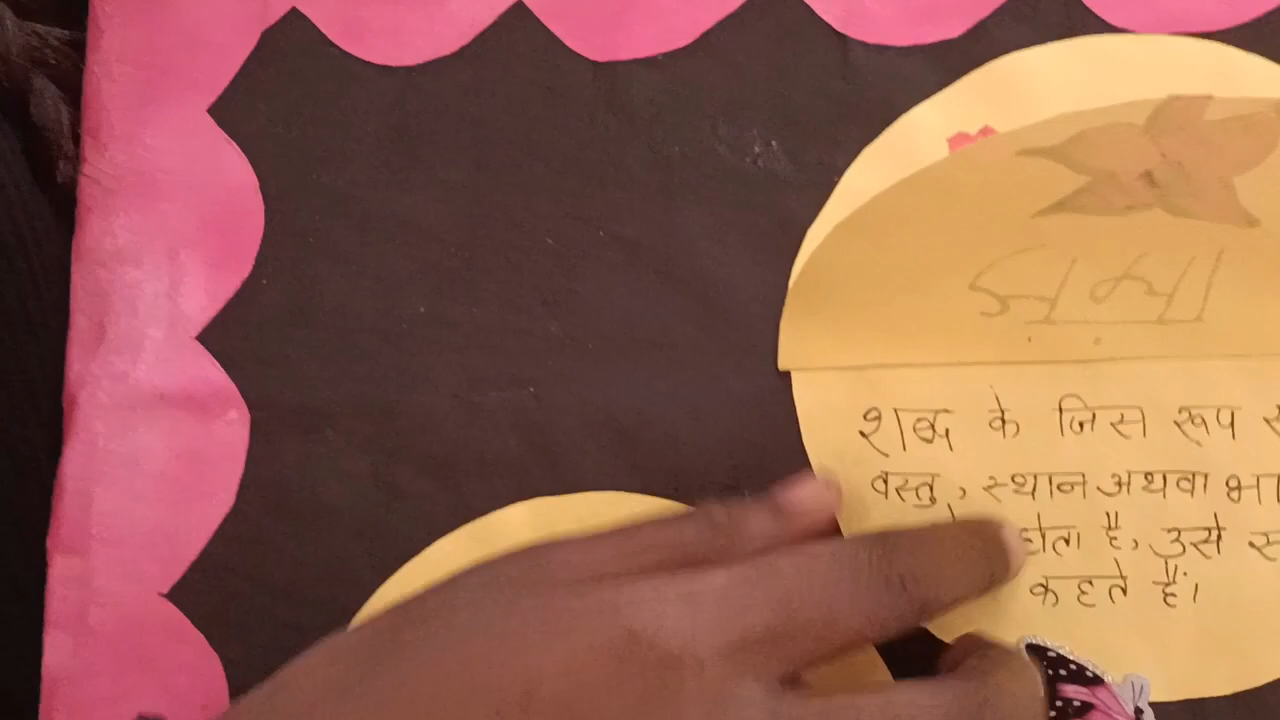 शब्द के जिस रूप
वस्तु, स्थान अथवा
होता है, उसे
कहते हैं।